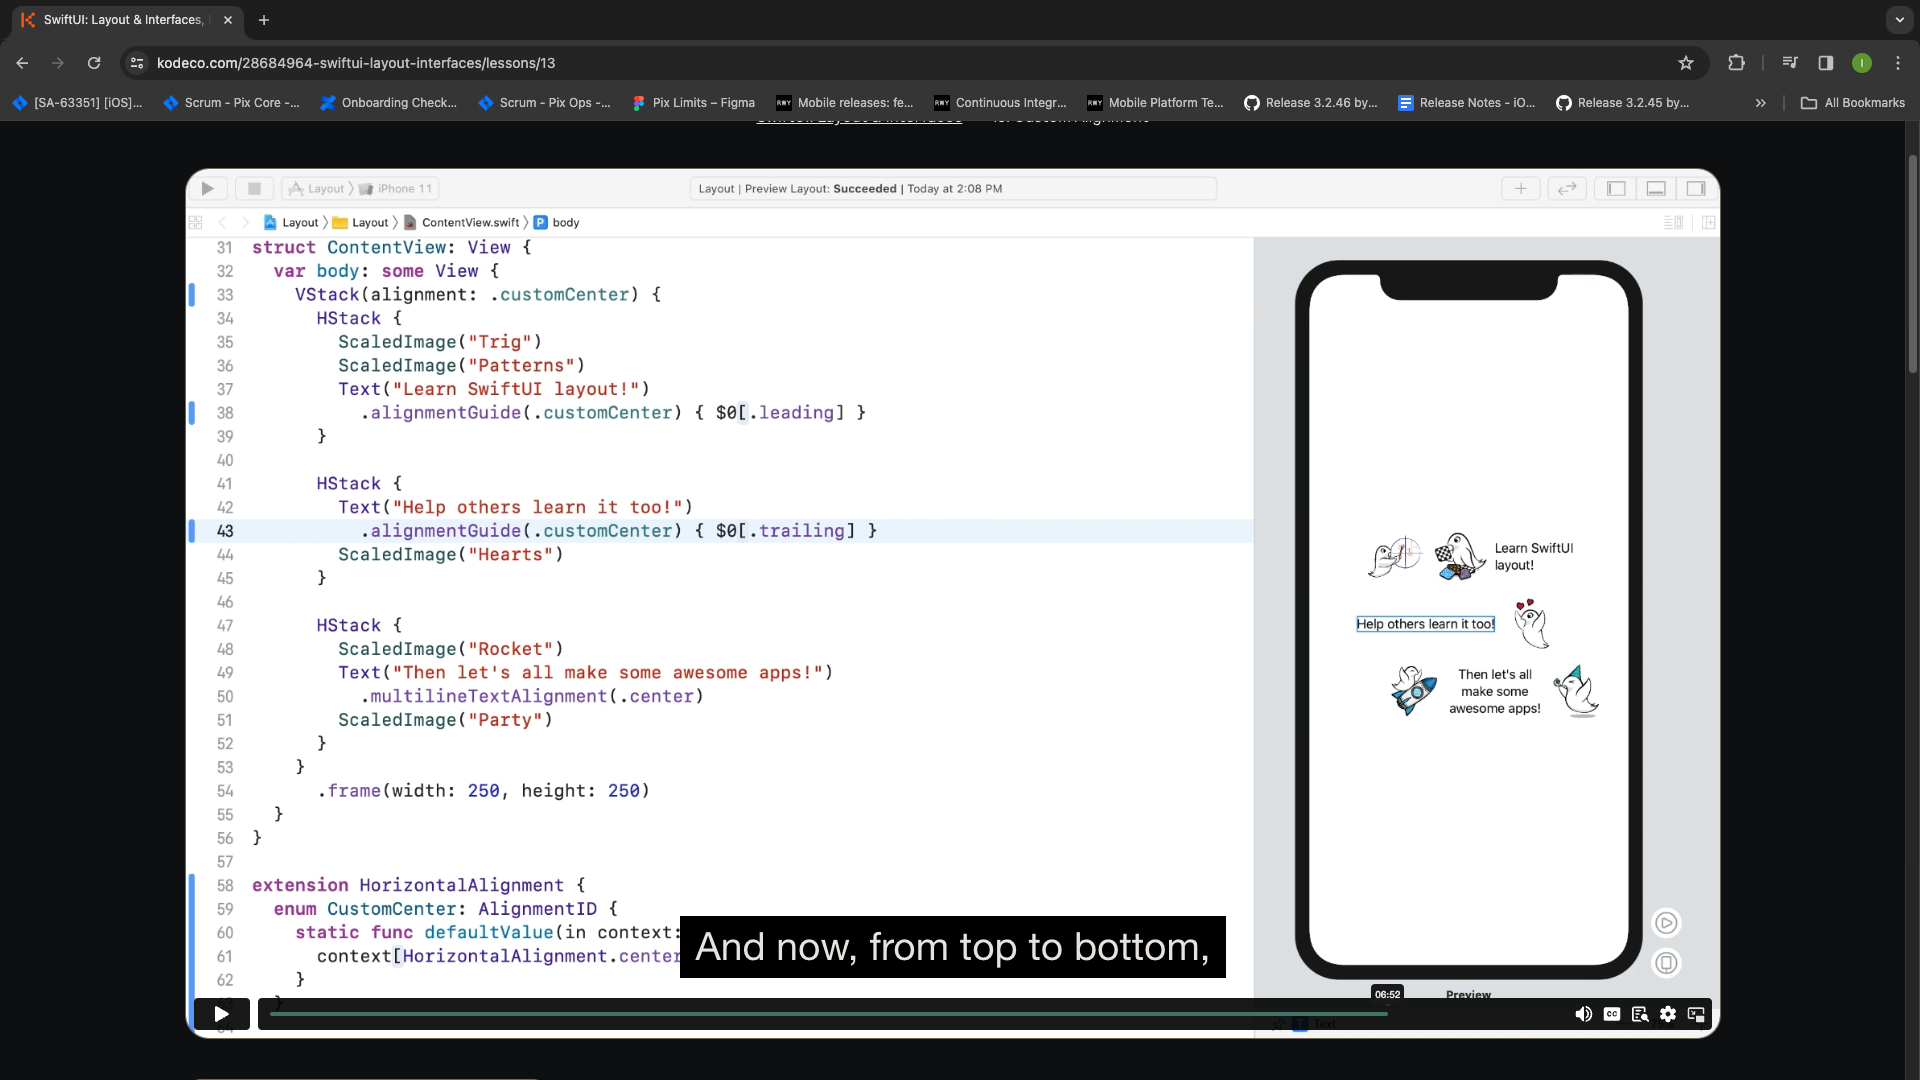 SwiftUI: Layout & Interfaces,
kodeco.com/28684964-swiftui-layout-interfaces/lessons/13
[SA-63351] [iOS]...
Scrum - Pix Core -...
Onboarding Check...
Scrum - Pix Ops -...
Pix Limits – Figma
RWY
Mobile releases: fe...
RWY
Continuous Integr...
RWY
Mobile Platform Te...
Release 3.2.46 by...
Release Notes - iO...
Release 3.2.45 by...
»
All Bookmarks
Layout
iPhone 11
Layout | Preview Layout: Succeeded | Today at 2:08 PM
Layout
Layout
ContentView.swift
P body
31 struct ContentView: View {
32 var body: some View {
33 VStack(alignment: .customCenter) {
34 HStack {
35 ScaledImage("Trig")
36 ScaledImage("Patterns")
37 Text("Learn SwiftUI layout!")
38 .alignmentGuide(.customCenter) { $0[.leading] }
39 }
40
41 HStack {
42 Text("Help others learn it too!")
43 .alignmentGuide(.customCenter) { $0[.trailing] }
44 ScaledImage("Hearts")
45 }
46
47 HStack {
48 ScaledImage("Rocket")
49 Text("Then let's all make some awesome apps!")
50 .multilineTextAlignment(.center)
51 ScaledImage("Party")
52 }
53 }
54 .frame(width: 250, height: 250)
55 }
56 }
57
58 extension HorizontalAlignment {
59 enum CustomCenter: AlignmentID {
60 static func defaultValue(in context:
61 context[HorizontalAlignment.center
62 }
Learn SwiftUI
layout!
Help others learn it too!
Then let's all
make some
awesome apps!
And now, from top to bottom,
06:52
Preview
CC
Text